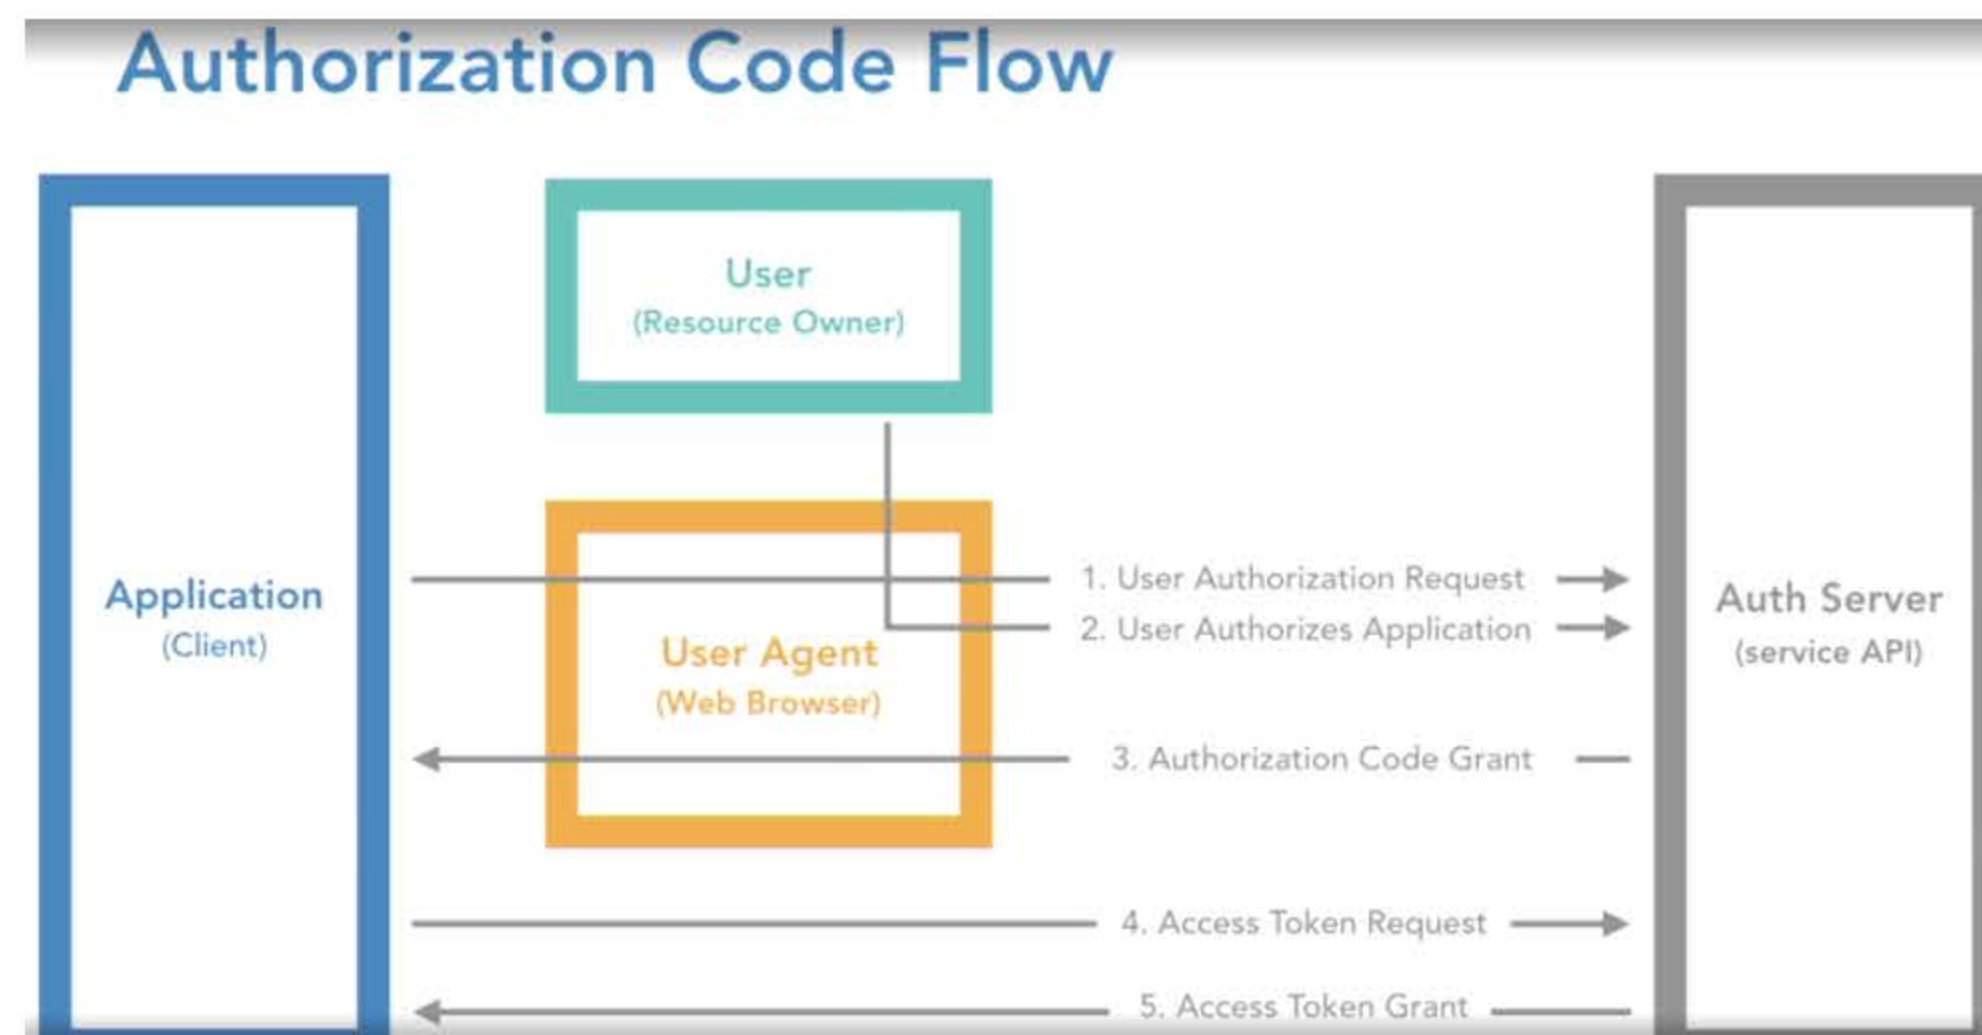 Authorization Code Flow
User
(Resource Owner)
Application
(Client)
User Agent
(Web Browser)
1. User Authorization Request
2. User Authorizes Application
3. Authorization Code Grant
4. Access Token Request
5. Access Token Grant
Auth Server
(service API)